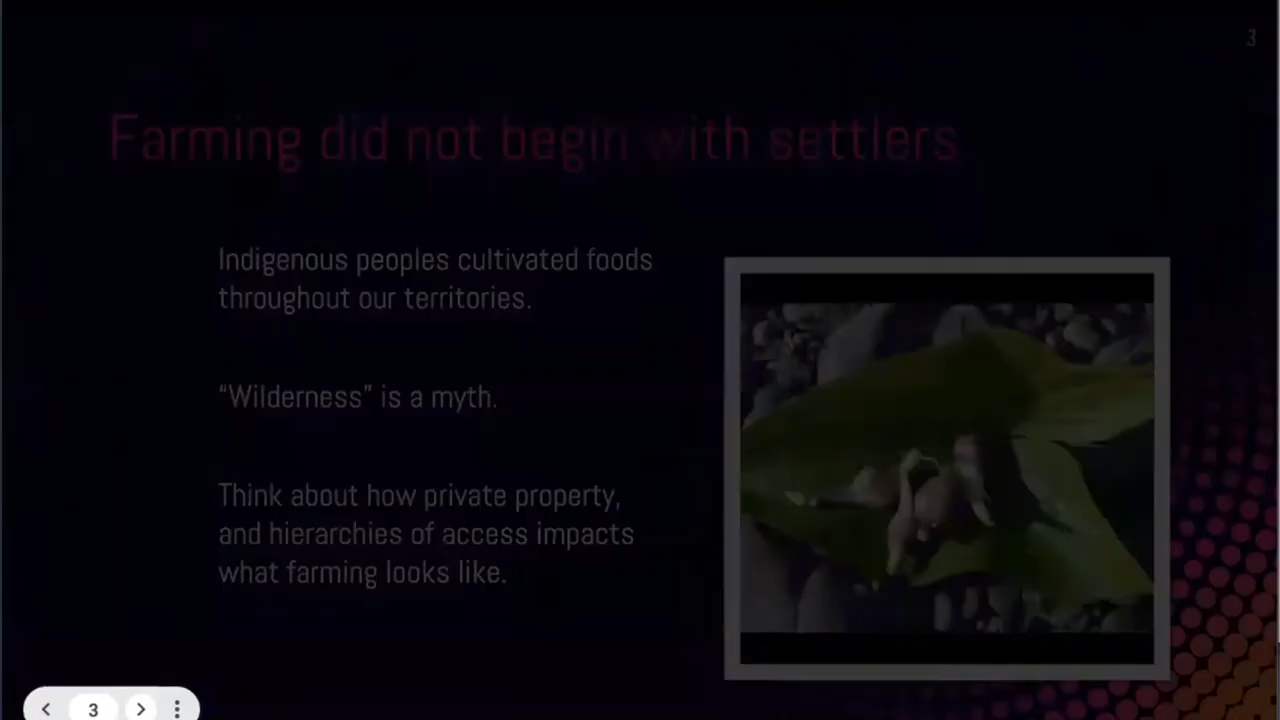 3
Farming did not begin with settlers
Indigenous peoples cultivated foods
throughout our territories.
“Wilderness” is a myth.
Think about how private property,
and hierarchies of access impacts
what farming looks like.
3